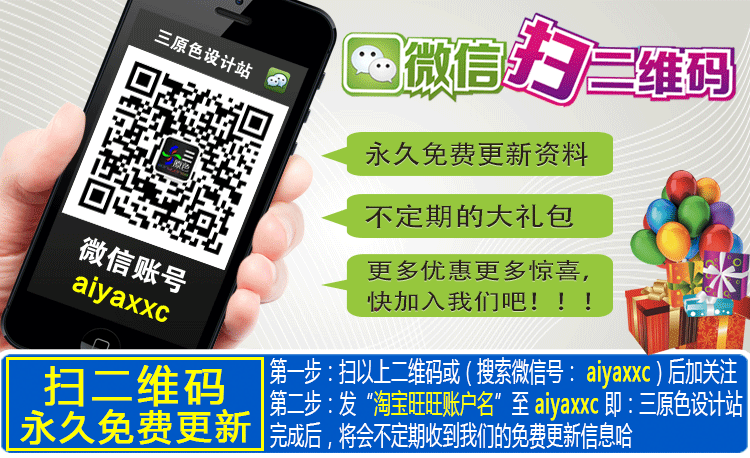 三原色设计站
微信扫二维码
三原色
微信账号
aiyaxxc
永久免费更新资料
不定期的大礼包
更多优惠更多惊喜，
快加入我们吧！！！
扫二维码
永久免费更新
第一步：扫以上二维码或（搜索微信号： aiyaxxc）后加关注
第二步：发“淘宝旺旺账户名”至 aiyaxxc 即：三原色设计站
完成后，将会不定期收到我们的免费更新信息哈